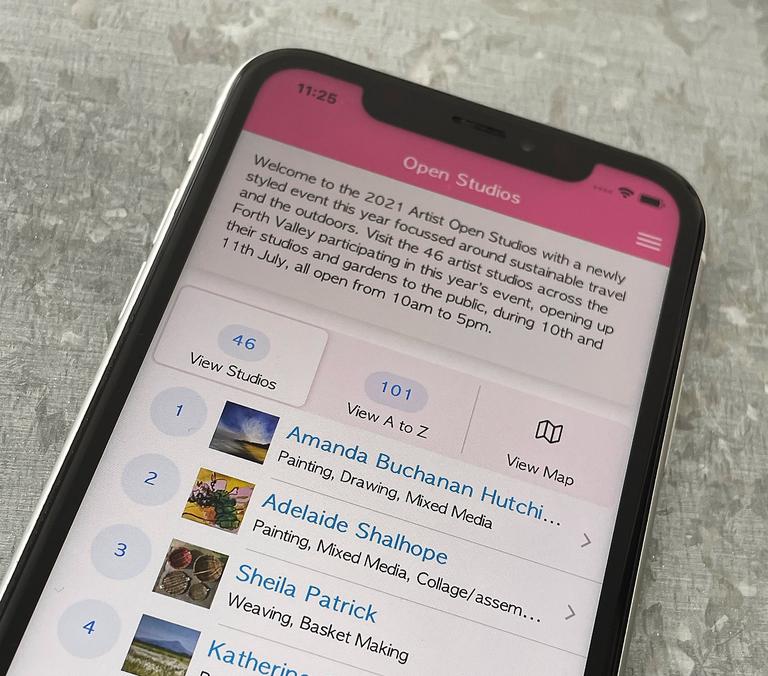 11:25
Open Studios
Welcome to the 2021 Artist Open Studios with a newly
styled event this year focussed around sustainable travel
and the outdoors. Visit the 46 artist studios across the
Forth Valley participating in this year's event, opening up
their studios and gardens to the public, during 10th and
11th July, all open from 10am to 5pm.
46
View Studios
101
View A to Z
View Map
1
Amanda Buchanan Hutchi...
Painting, Drawing, Mixed Media
2
Adelaide Shalhope
Painting, Mixed Media, Collage/assem...
3
Sheila Patrick
Weaving, Basket Making
4